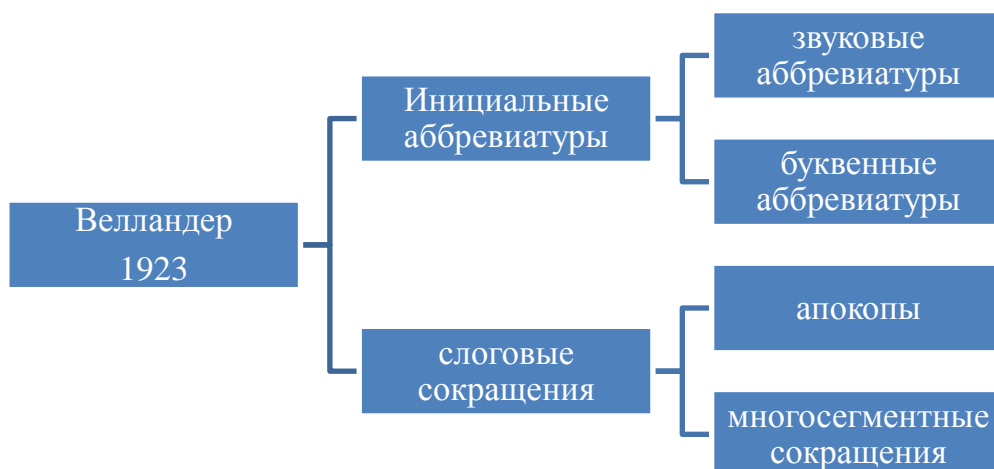 Велландер
1923
Инициальные
аббревиатуры
звуковые
аббревиатуры
буквенные
аббревиатуры
слоговые
сокращения
апокопы
многосегментные
сокращения